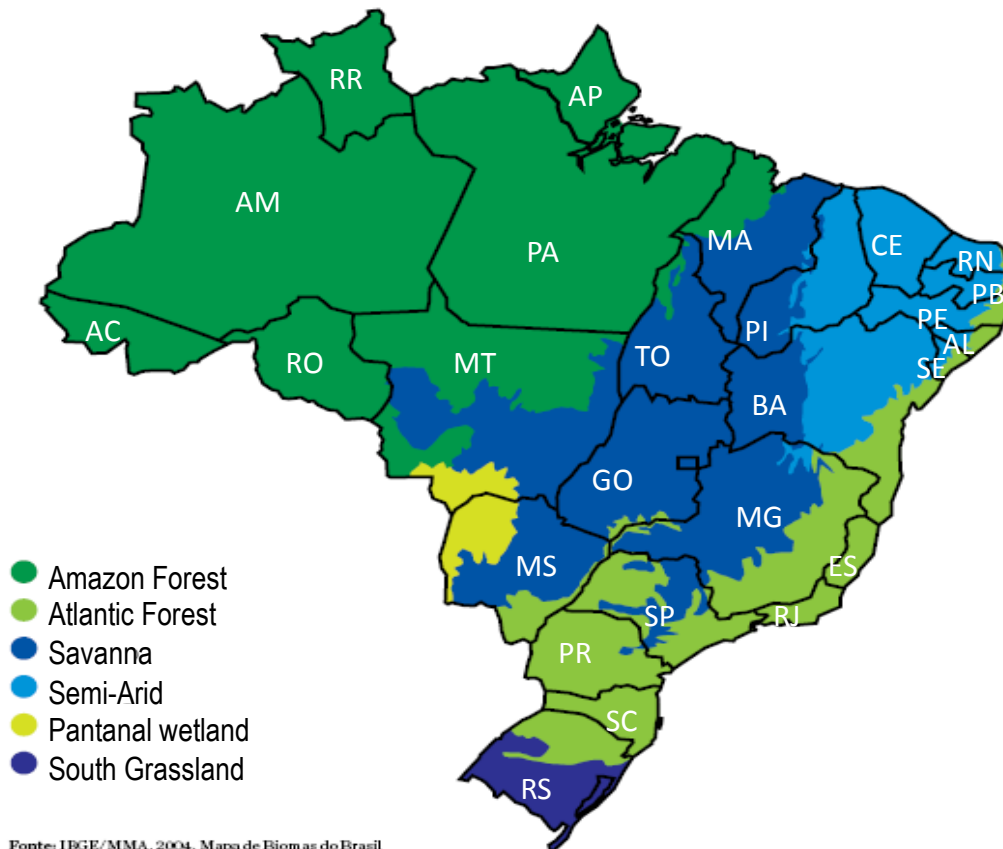 RR
AP
AM
PA
MA
CE
RN
PB
PE
AL
SE
AC
RO
MT
TO
PI
BA
GO
MG
MS
ES
SP
RJ
PR
SC
RS
Amazon Forest
Atlantic Forest
Savanna
Semi-Arid
Pantanal wetland
South Grassland
Fonte: IBGE/MMA, 2004. Mapa de Biomas do Brasil